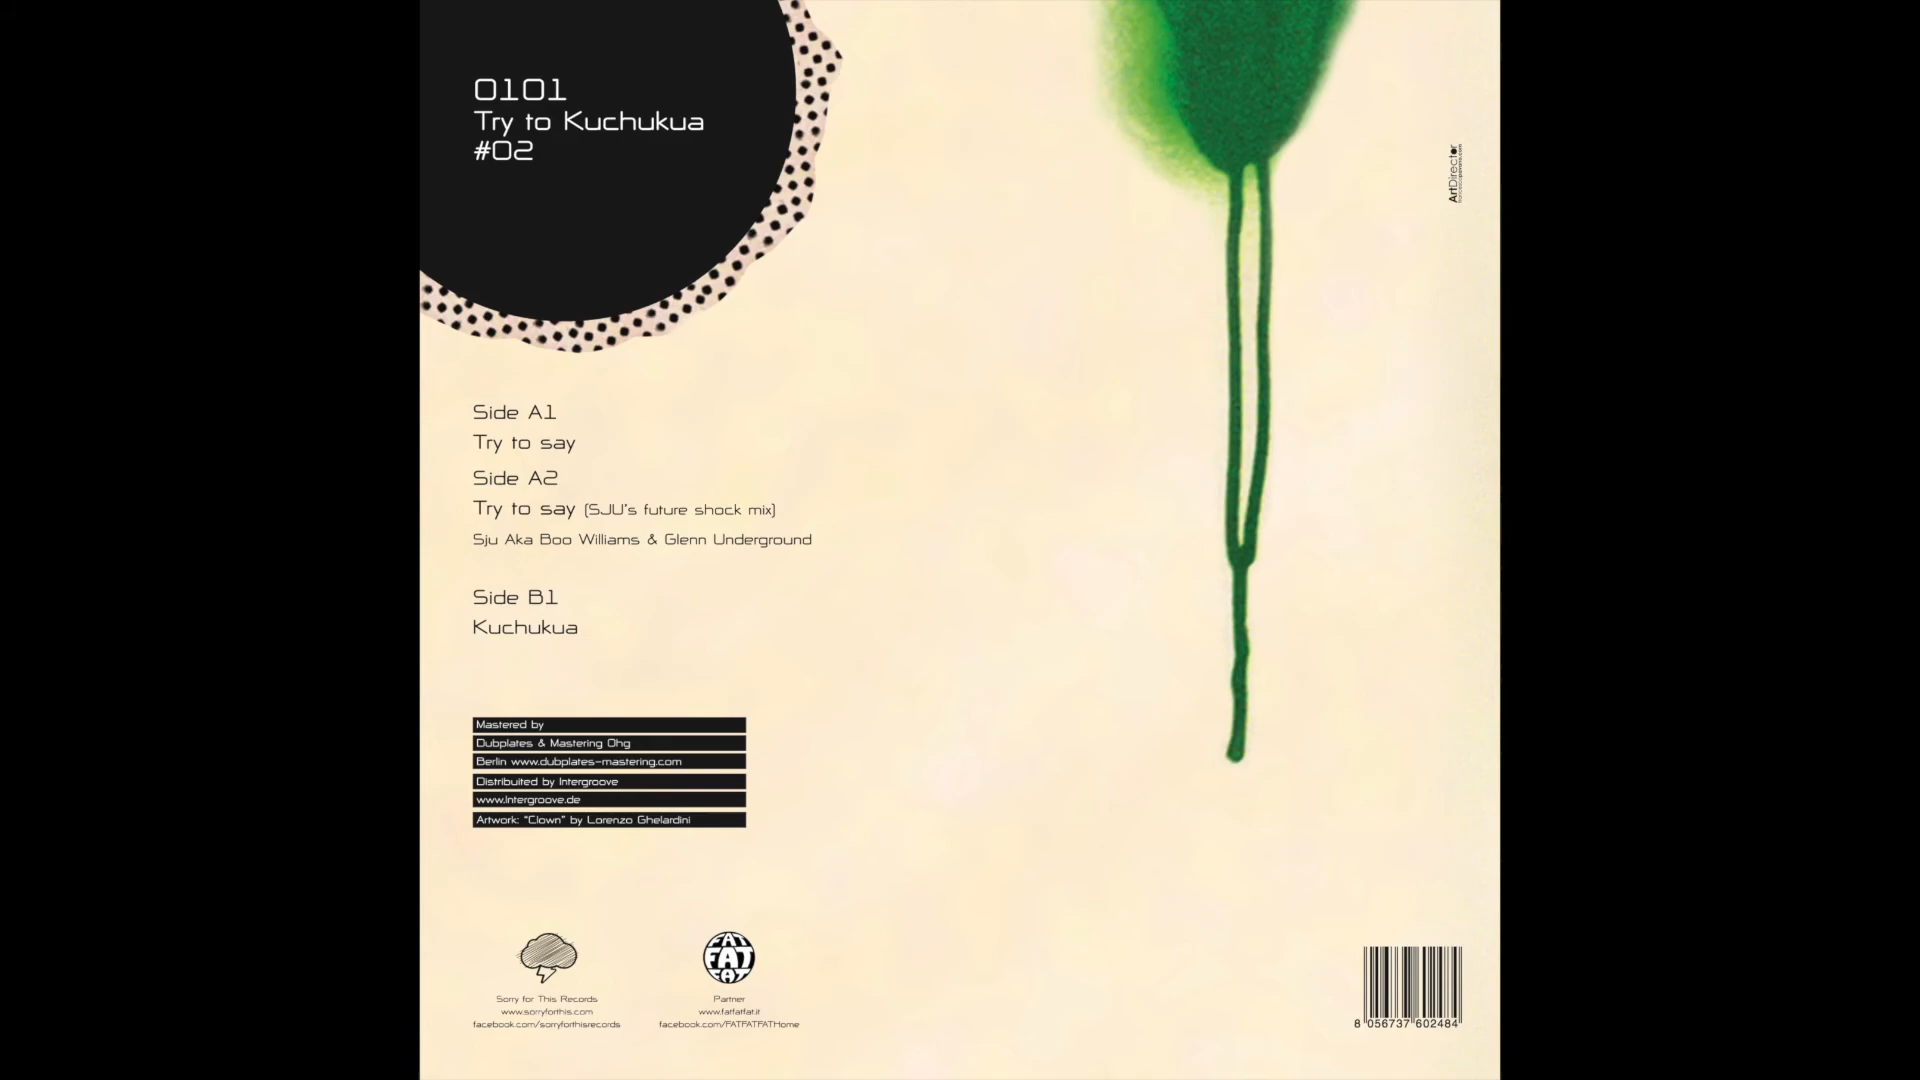 0101
Try to Kuchukua
#02
ArtDirector
Side A1
Try to say
Side A2
Try to say (SJU's future shock mix)
Sju Aka Boo Williams & Glenn Underground
Side B1
Kuchukua
Mastered by
Dubplates & Mastering Ohg
Berlin www.dubplates-mastering.com
Distribuited by Intergroove
www.intergroove.de
Artwork: "Clown" by Lorenzo Ghelardini
FAT
FAT
FAT
Sorry for This Records
www.sorryforthis.com
facebook.com/sorryforthisrecords
Partner
www.fatfatfat.it
facebook.com/FATFATFATHome
8 056737 602484